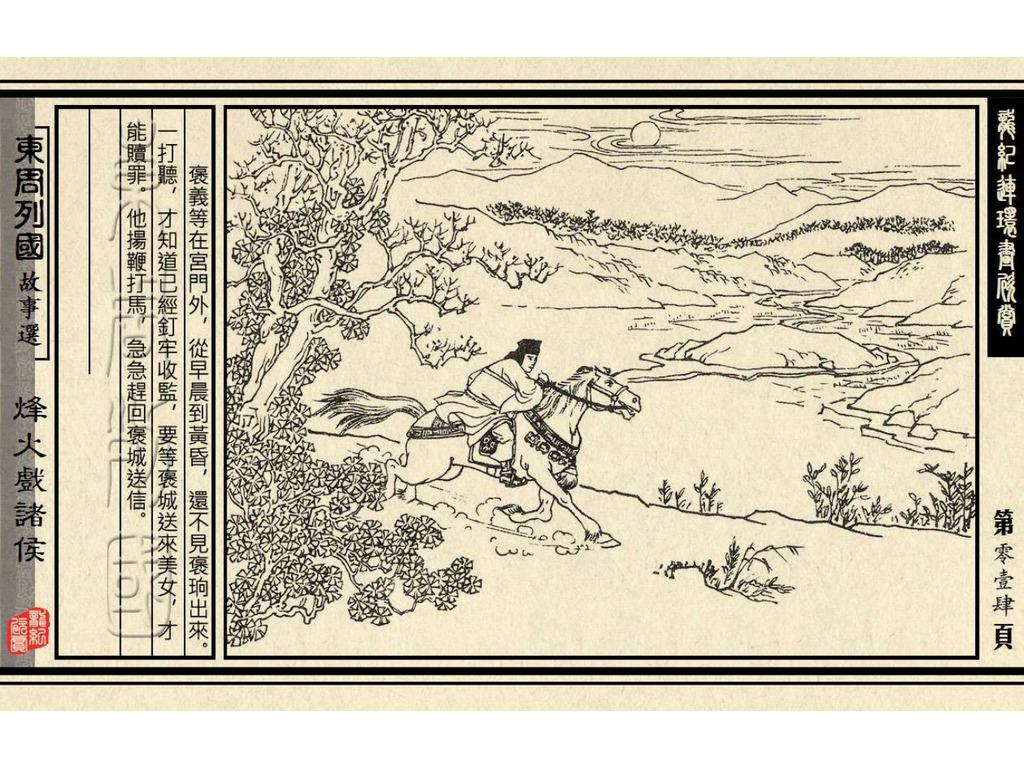 龍紀連環畫欣賞
第零壹肆頁
褒義等在宮門外，從早晨到黃昏，還不見褒珦出來。
一打聽，才知道已經釘牢收監，要等褒城送來美女，才
能贖罪。他揚鞭打馬，急急趕回褒城送信。
東周列國故事選
烽火戲諸侯